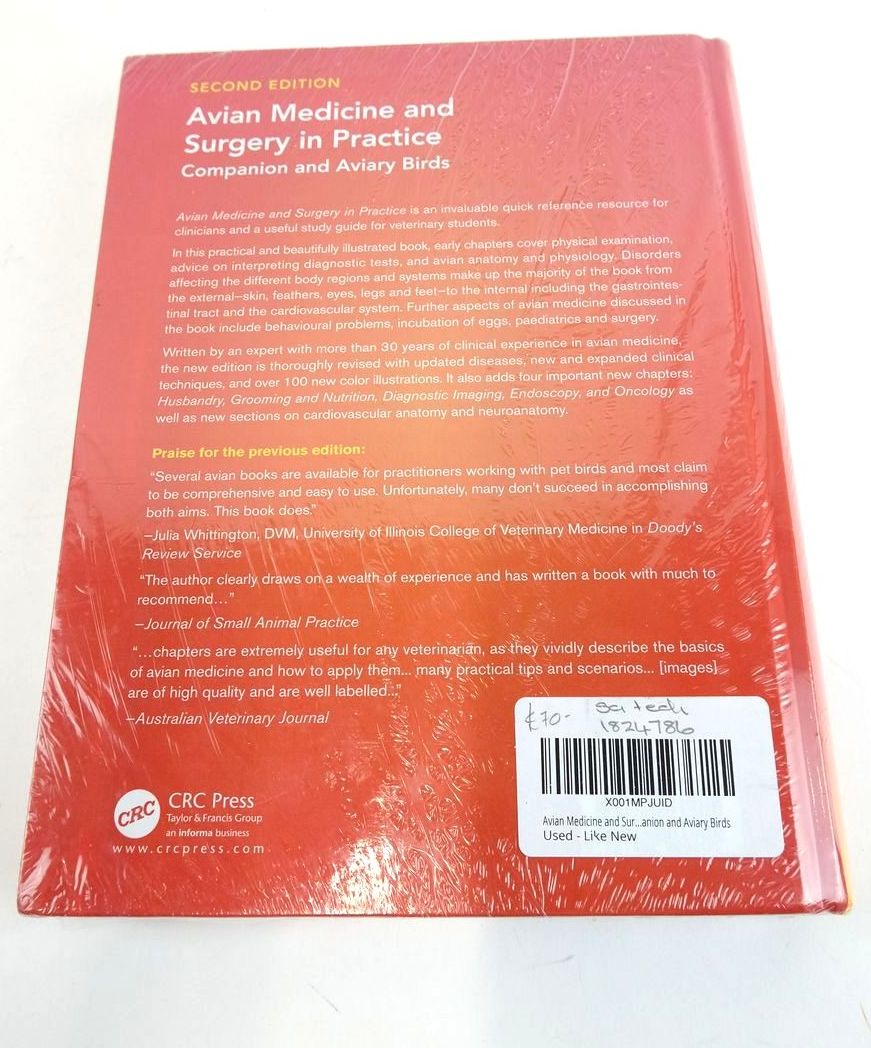 SECOND EDITION
Avian Medicine and
Surgery in Practice
Companion and Aviary Birds
Avian Medicine and Surgery in Practice is an invaluable quick reference resource for
clinicians and a useful study guide for veterinary students.
In this practical and beautifully illustrated book, early chapters cover physical examination,
advice on interpreting diagnostic tests, and avian anatomy and physiology. Disorders
affecting the different body regions and systems make up the majority of the book from
the external—skin, feathers, eyes, legs and feet—to the internal including the gastrointes-
tinal tract and the cardiovascular system. Further aspects of avian medicine discussed in
the book include behavioural problems, incubation of eggs, paediatrics and surgery.
Written by an expert with more than 30 years of clinical experience in avian medicine,
the new edition is thoroughly revised with updated diseases, new and expanded clinical
techniques, and over 100 new color illustrations. It also adds four important new chapters:
Husbandry, Grooming and Nutrition, Diagnostic Imaging, Endoscopy, and Oncology as
well as new sections on cardiovascular anatomy and neuroanatomy.
Praise for the previous edition:
“Several avian books are available for practitioners working with pet birds and most claim
to be comprehensive and easy to use. Unfortunately, many don’t succeed in accomplishing
both aims. This book does.”
—Julia Whittington, DVM, University of Illinois College of Veterinary Medicine in Doody’s
Review Service
“The author clearly draws on a wealth of experience and has written a book with much to
recommend…”
—Journal of Small Animal Practice
“…chapters are extremely useful for any veterinarian, as they vividly describe the basics
of avian medicine and how to apply them... many practical tips and scenarios... [images]
are of high quality and are well labelled...”
—Australian Veterinary Journal
£70- Sci tech
1824786
X001MPJUID
Avian Medicine and Sur...anion and Aviary Birds
Used - Like New
CRC
CRC Press
Taylor & Francis Group
an informa business
www.crcpress.com